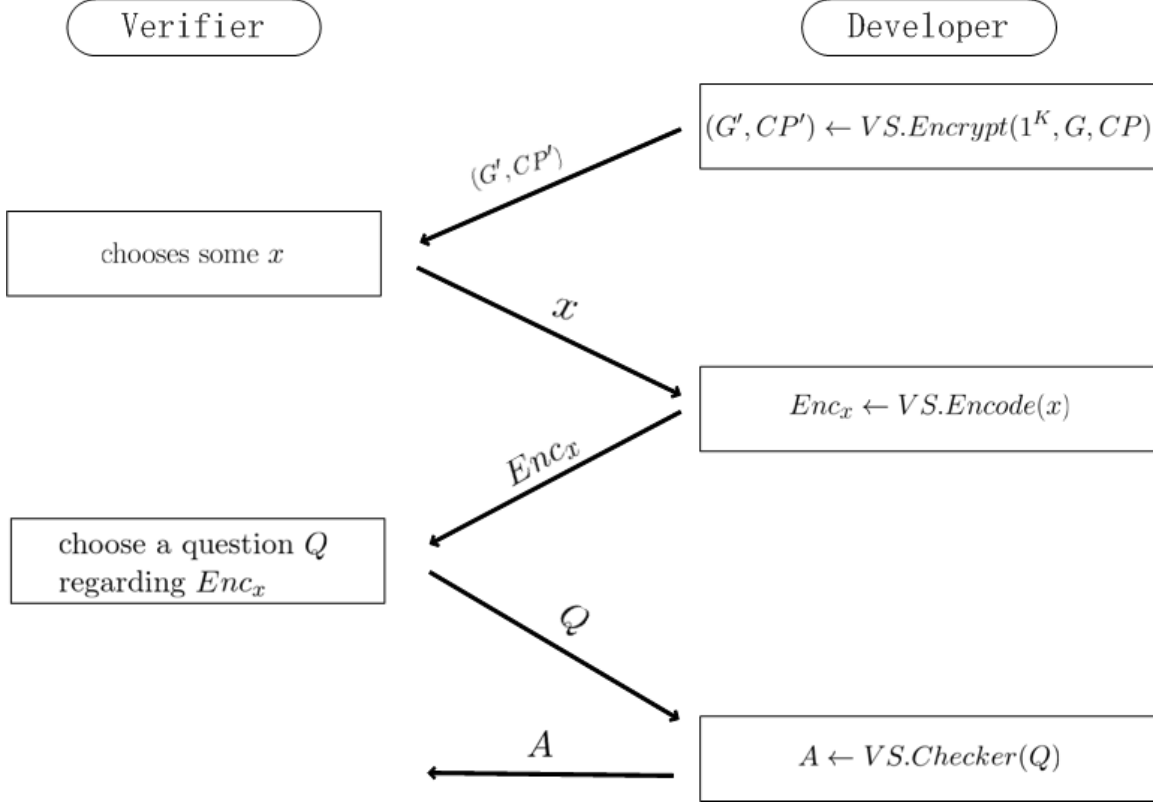 Verifier
Developer
(G′, CP′) ← VS.Encrypt(1^K, G, CP)
(G′, CP′)
chooses some x
x
Enc_x ← VS.Encode(x)
Enc_x
choose a question Q
regarding Enc_x
Q
A ← VS.Checker(Q)
A